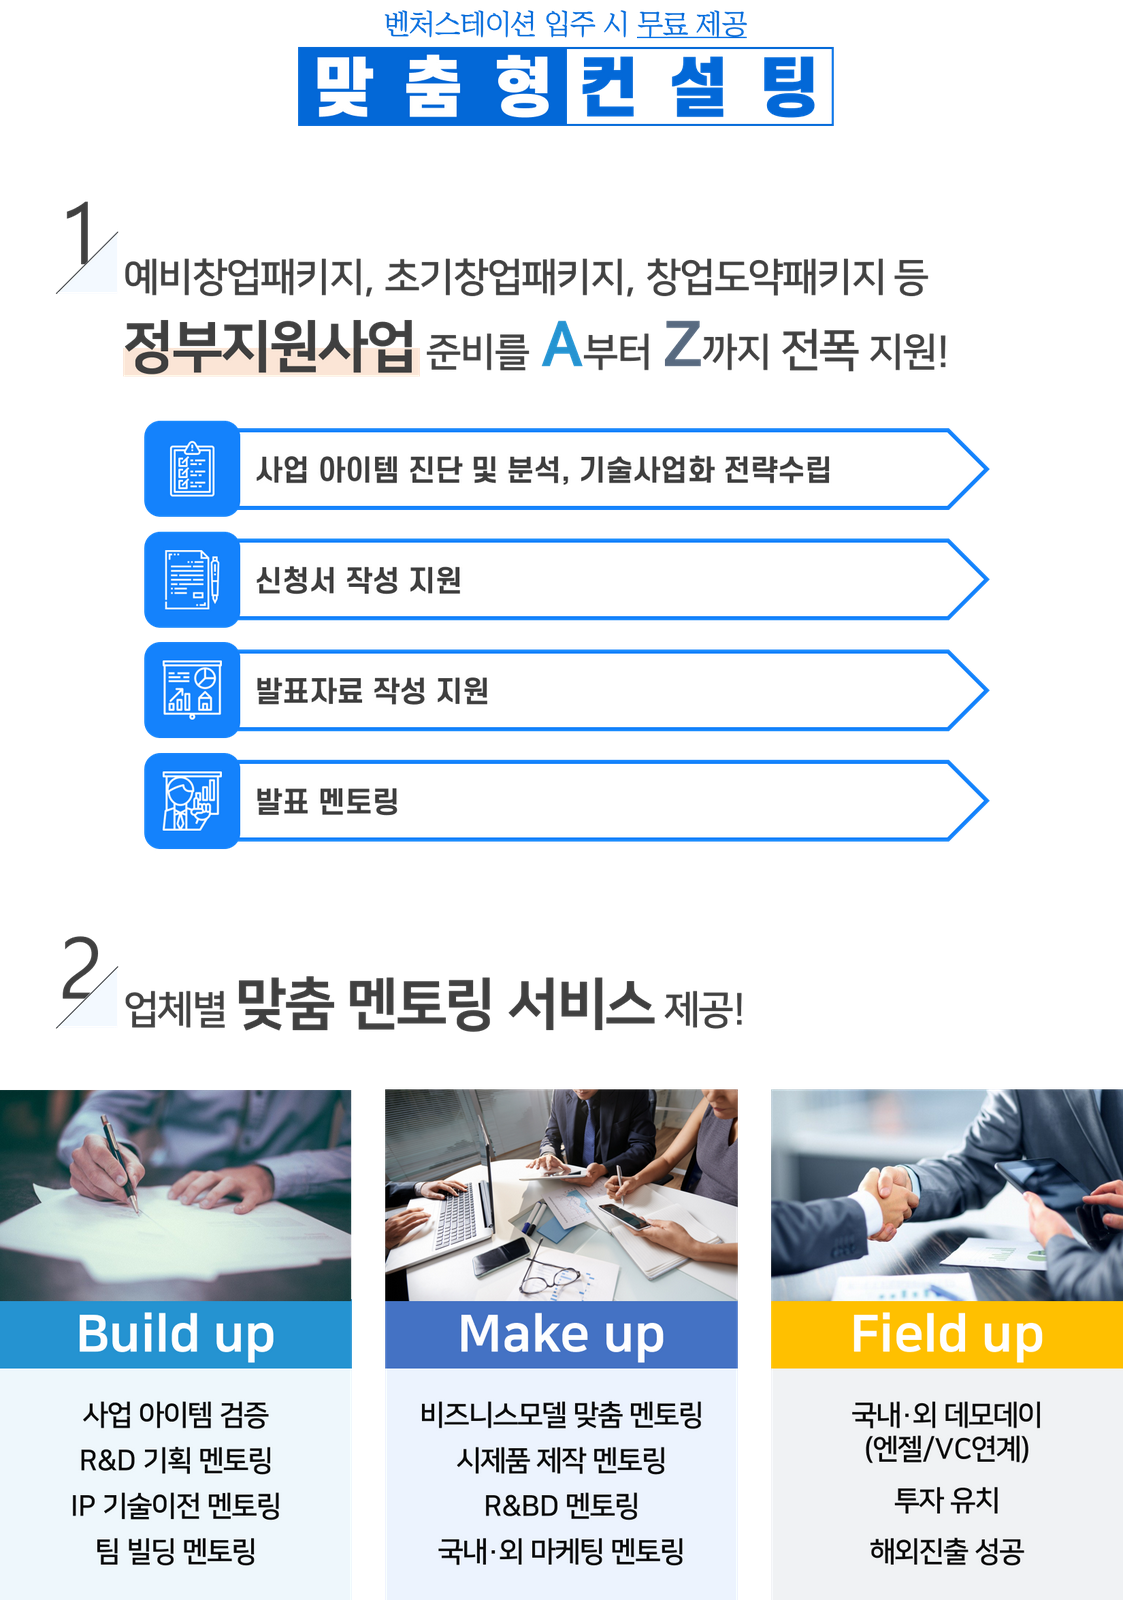 벤처스테이션 입주 시 무료 제공
맞춤형컨설팅
1
예비창업패키지, 초기창업패키지, 창업도약패키지 등
정부지원사업 준비를 A부터 Z까지 전폭 지원!
사업 아이템 진단 및 분석, 기술사업화 전략수립
신청서 작성 지원
발표자료 작성 지원
발표 멘토링
2
업체별 맞춤 멘토링 서비스 제공!
Build up
사업 아이템 검증
R&D 기획 멘토링
IP 기술이전 멘토링
팀 빌딩 멘토링
Make up
비즈니스모델 맞춤 멘토링
시제품 제작 멘토링
R&BD 멘토링
국내·외 마케팅 멘토링
Field up
국내·외 데모데이
(엔젤/VC연계)
투자 유치
해외진출 성공